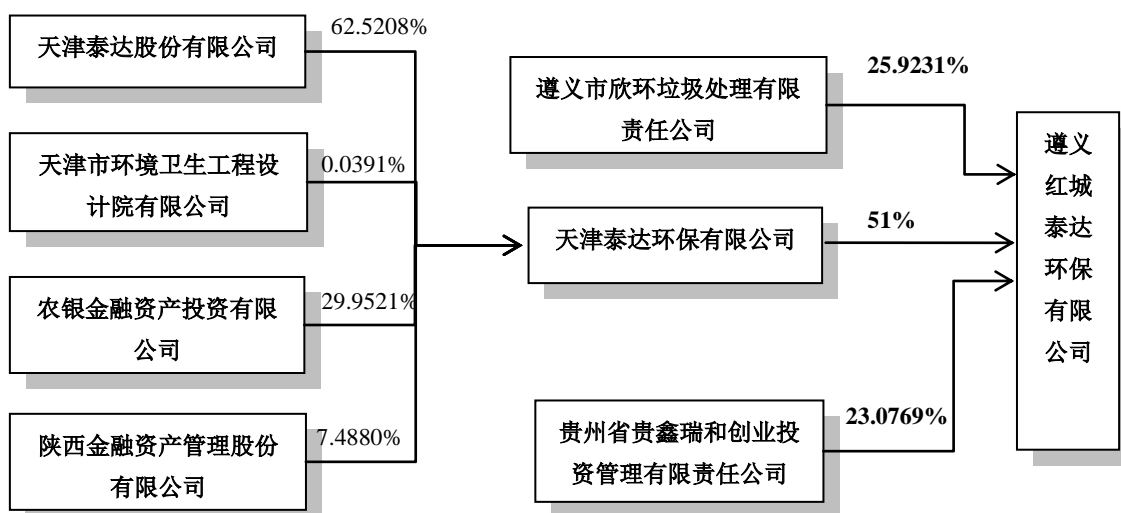 天津泰达股份有限公司
62.5208%
天津市环境卫生工程设
计院有限公司
0.0391%
农银金融资产投资有限
公司
29.9521%
陕西金融资产管理股份
有限公司
7.4880%
遵义市欣环垃圾处理有限
责任公司
25.9231%
天津泰达环保有限公司
51%
贵州省贵鑫瑞和创业投
资管理有限责任公司
23.0769%
遵义
红城
泰达
环保
有限
公司